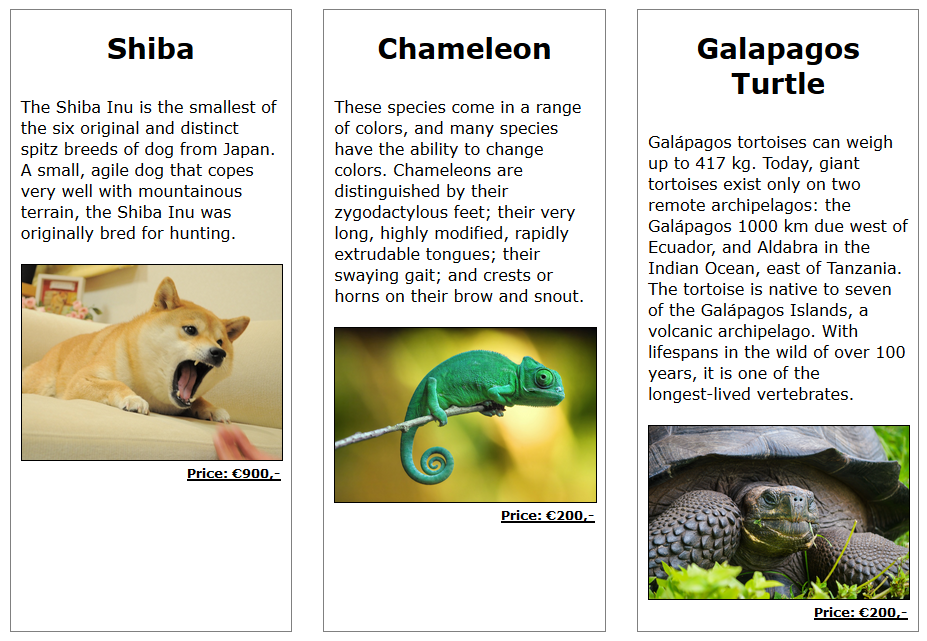 Shiba
The Shiba Inu is the smallest of
the six original and distinct
spitz breeds of dog from Japan.
A small, agile dog that copes
very well with mountainous
terrain, the Shiba Inu was
originally bred for hunting.
Price: €900,-
Chameleon
These species come in a range
of colors, and many species
have the ability to change
colors. Chameleons are
distinguished by their
zygodactylous feet; their very
long, highly modified, rapidly
extrudable tongues; their
swaying gait; and crests or
horns on their brow and snout.
Price: €200,-
Galapagos
Turtle
Galápagos tortoises can weigh
up to 417 kg. Today, giant
tortoises exist only on two
remote archipelagos: the
Galápagos 1000 km due west of
Ecuador, and Aldabra in the
Indian Ocean, east of Tanzania.
The tortoise is native to seven
of the Galápagos Islands, a
volcanic archipelago. With
lifespans in the wild of over 100
years, it is one of the
longest-lived vertebrates.
Price: €200,-